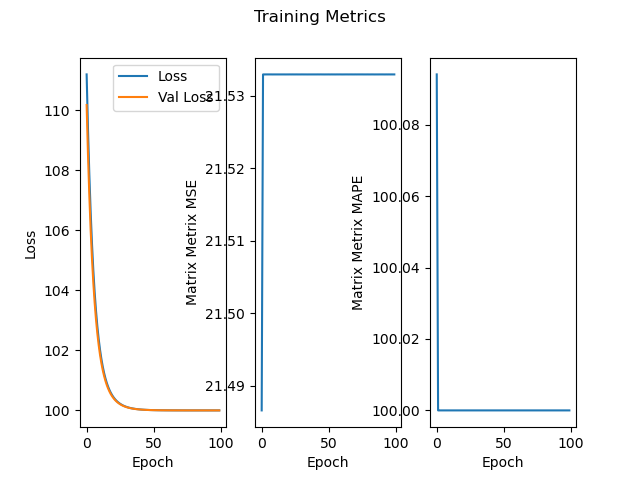 Training Metrics
Loss
Val Loss
110
108
106
104
102
100
Loss
0
50
100
Epoch
21.53
21.52
21.51
21.50
21.49
Matrix Metrix MSE
0
50
100
Epoch
100.08
100.06
100.04
100.02
100.00
Matrix Metrix MAPE
0
50
100
Epoch